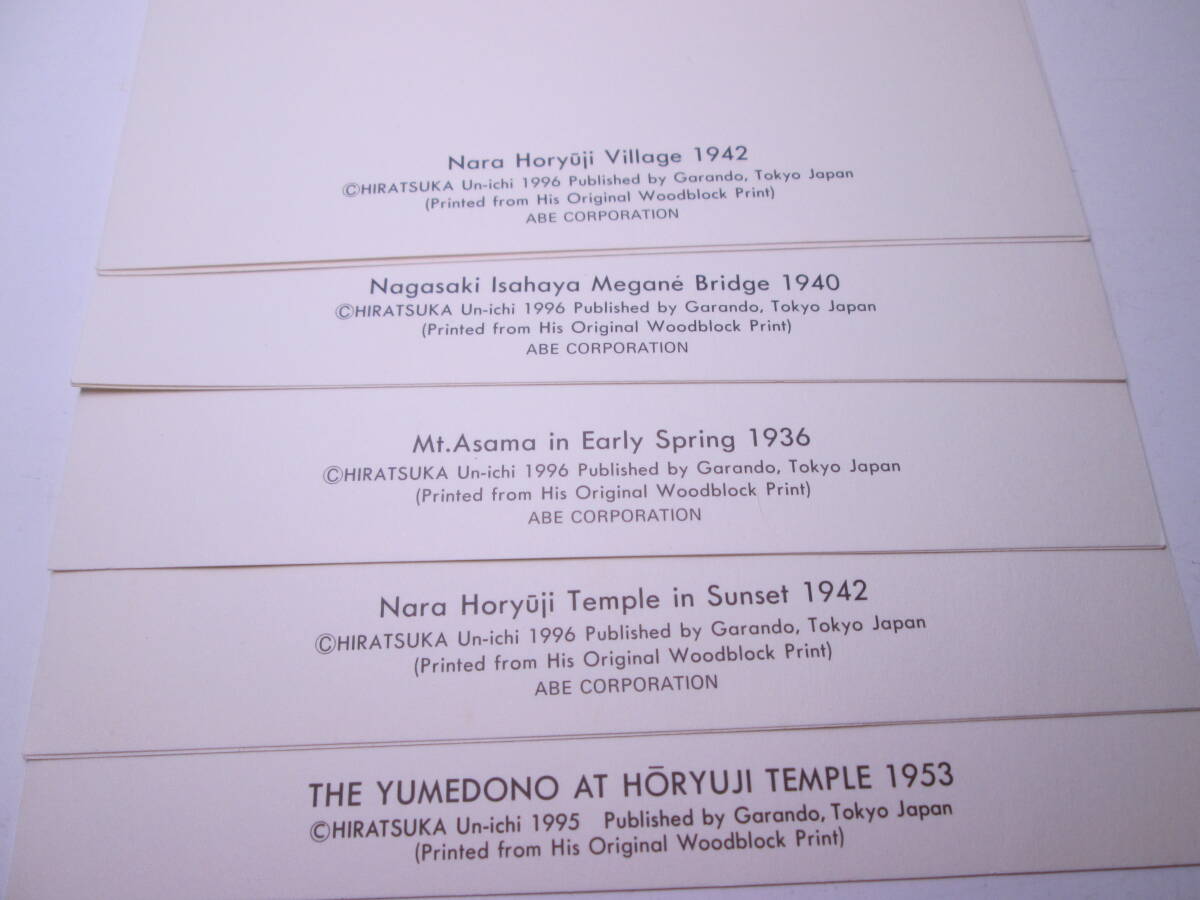 Nara Horyūji Village 1942
©HIRATSUKA Un-ichi 1996 Published by Garando, Tokyo Japan
(Printed from His Original Woodblock Print)
ABE CORPORATION
Nagasaki Isahaya Megané Bridge 1940
©HIRATSUKA Un-ichi 1996 Published by Garando, Tokyo Japan
(Printed from His Original Woodblock Print)
ABE CORPORATION
Mt.Asama in Early Spring 1936
©HIRATSUKA Un-ichi 1996 Published by Garando, Tokyo Japan
(Printed from His Original Woodblock Print)
ABE CORPORATION
Nara Horyūji Temple in Sunset 1942
©HIRATSUKA Un-ichi 1996 Published by Garando, Tokyo Japan
(Printed from His Original Woodblock Print)
ABE CORPORATION
THE YUMEDONO AT HŌRYUJI TEMPLE 1953
©HIRATSUKA Un-ichi 1995 Published by Garando, Tokyo Japan
(Printed from His Original Woodblock Print)